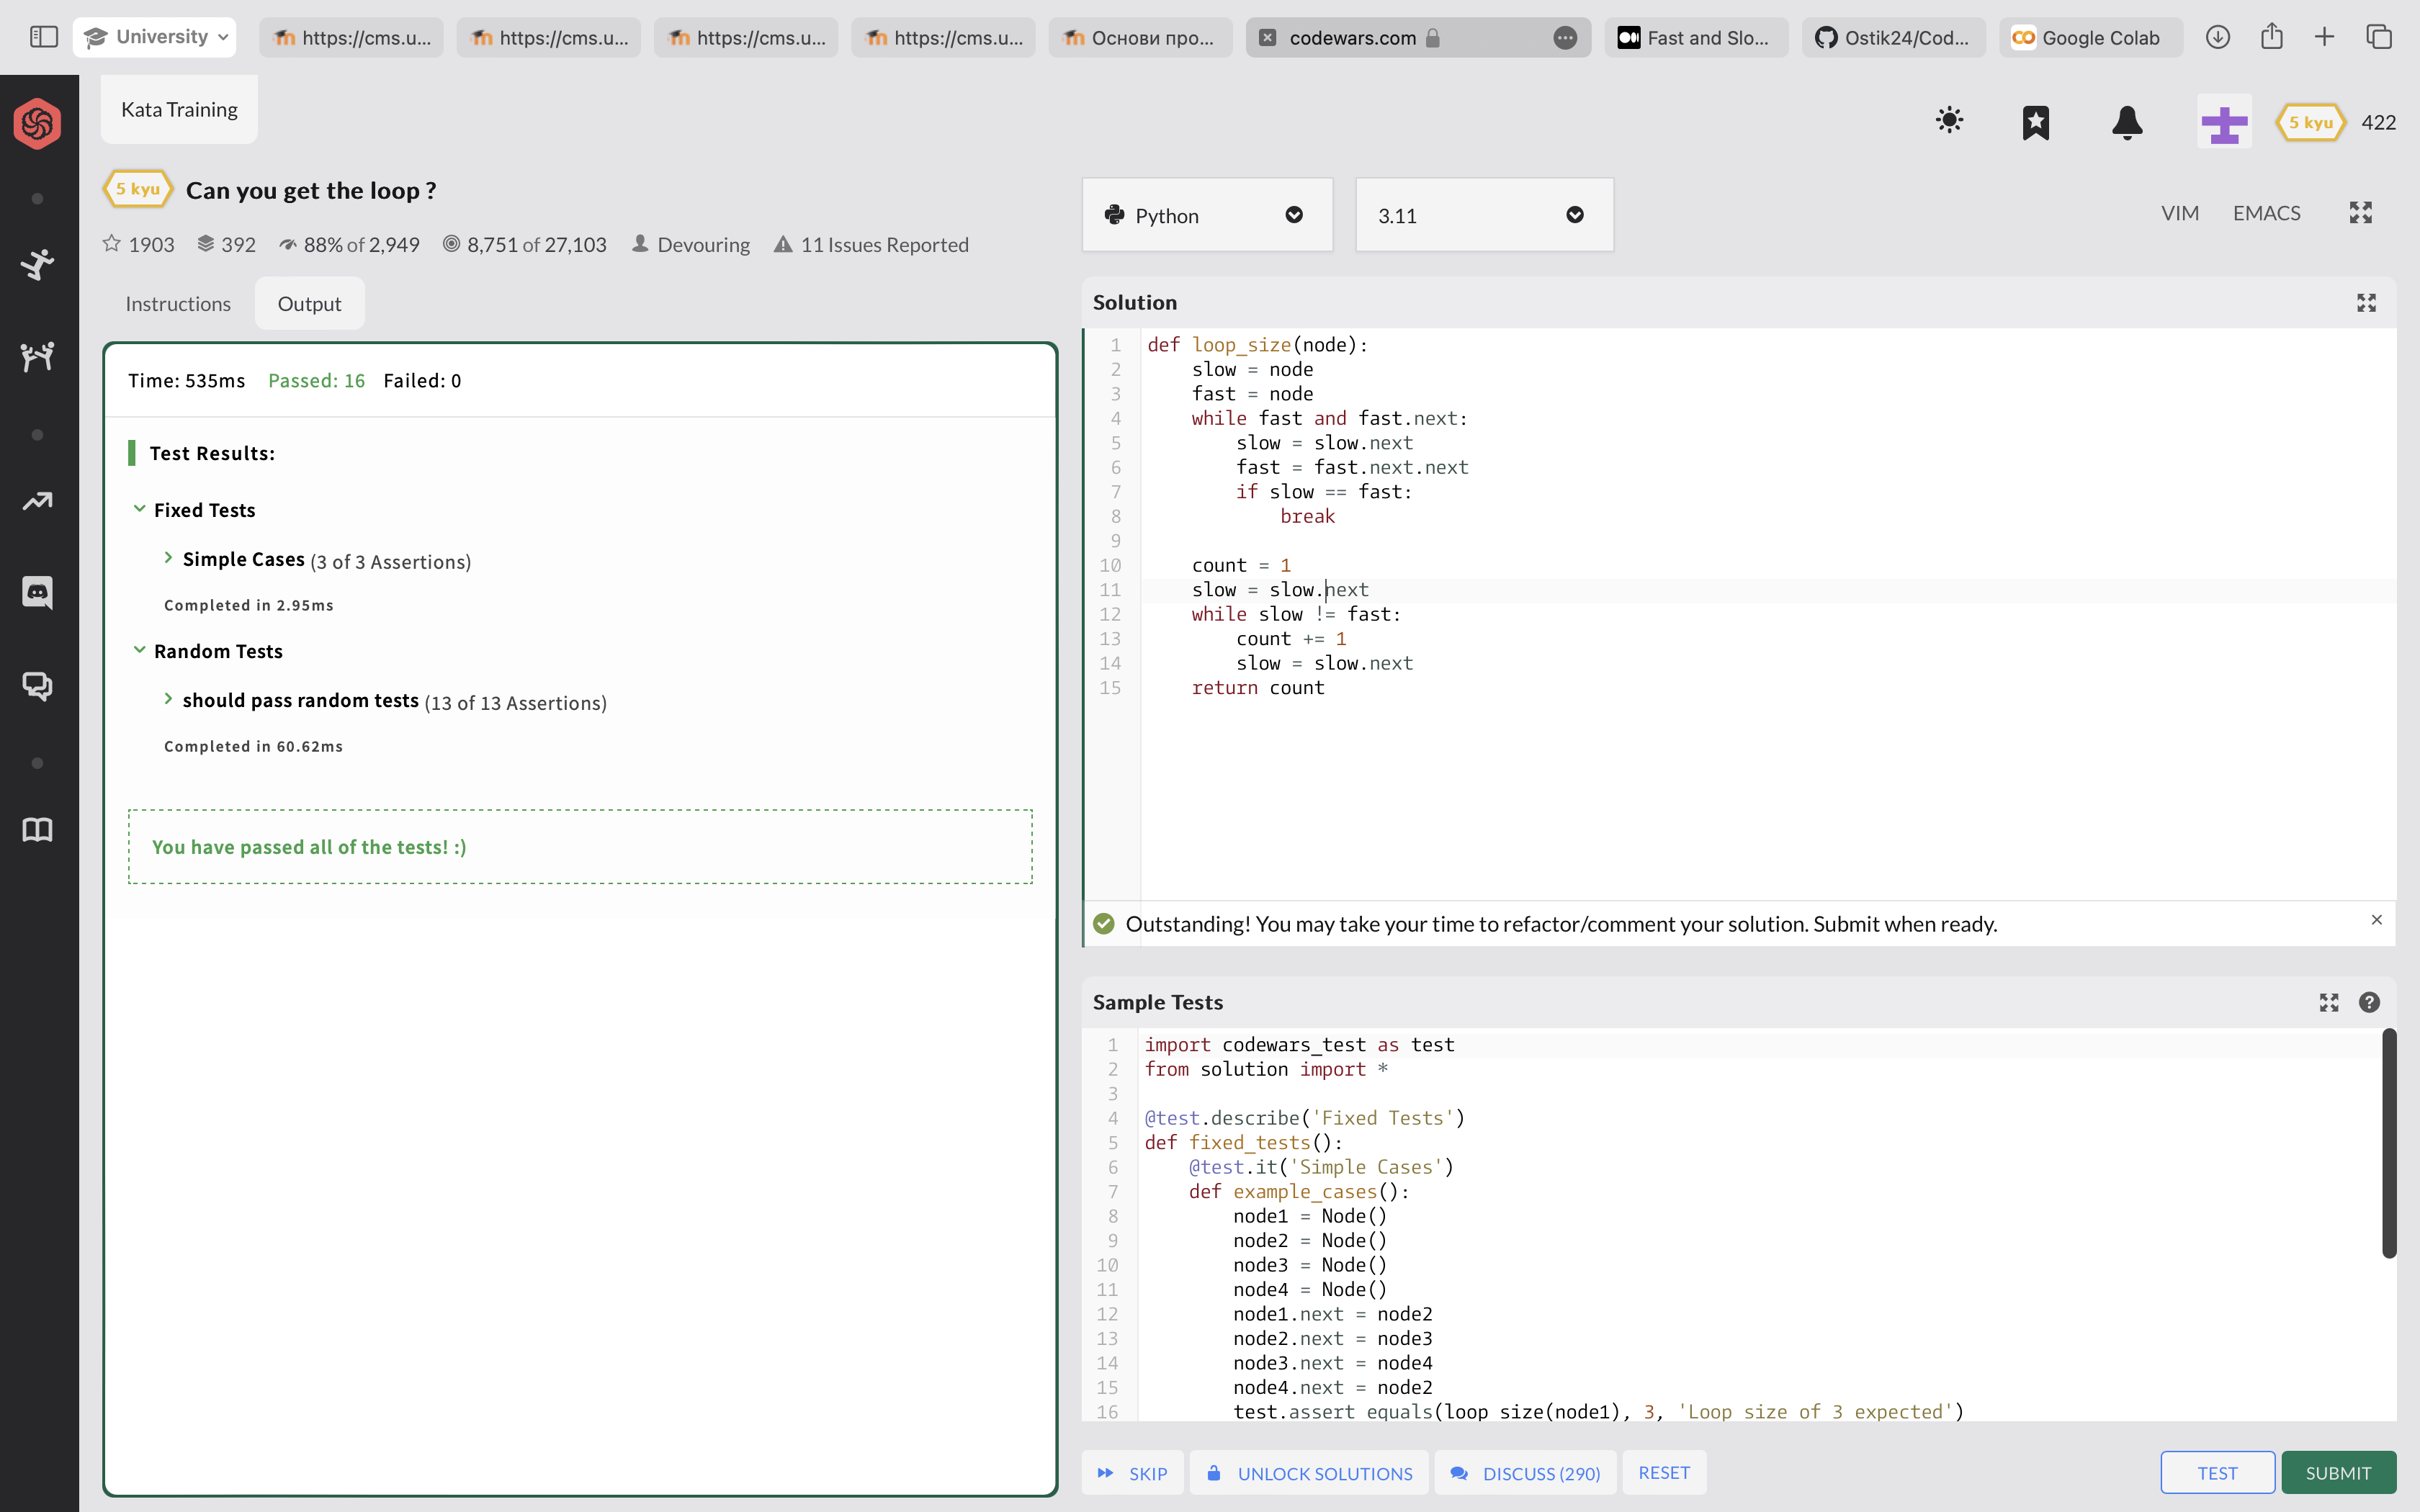 University
https://cms.u...
https://cms.u...
https://cms.u...
https://cms.u...
Основи про...
codewars.com
Fast and Slo...
Ostik24/Cod...
Google Colab
Kata Training
5 kyu
422
5 kyu
Can you get the loop ?
1903
392
88% of 2,949
8,751 of 27,103
Devouring
11 Issues Reported
Python
3.11
VIM
EMACS
Instructions
Output
Time: 535ms Passed: 16 Failed: 0
Test Results:
Fixed Tests
Simple Cases (3 of 3 Assertions)
Completed in 2.95ms
Random Tests
should pass random tests (13 of 13 Assertions)
Completed in 60.62ms
You have passed all of the tests! :)
Solution
1 def loop_size(node):
2 slow = node
3 fast = node
4 while fast and fast.next:
5 slow = slow.next
6 fast = fast.next.next
7 if slow == fast:
8 break
9
10 count = 1
11 slow = slow.next
12 while slow != fast:
13 count += 1
14 slow = slow.next
15 return count
Outstanding! You may take your time to refactor/comment your solution. Submit when ready.
Sample Tests
1 import codewars_test as test
2 from solution import *
3
4 @test.describe('Fixed Tests')
5 def fixed_tests():
6 @test.it('Simple Cases')
7 def example_cases():
8 node1 = Node()
9 node2 = Node()
10 node3 = Node()
11 node4 = Node()
12 node1.next = node2
13 node2.next = node3
14 node3.next = node4
15 node4.next = node2
16 test.assert_equals(loop_size(node1), 3, 'Loop size of 3 expected')
SKIP
UNLOCK SOLUTIONS
DISCUSS (290)
RESET
TEST
SUBMIT